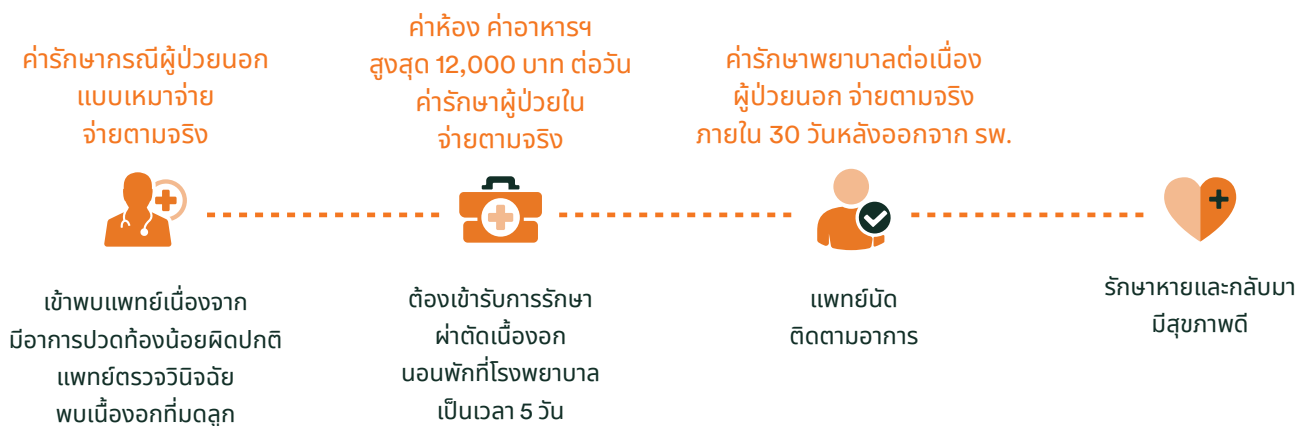 ค่ารักษากรณีผู้ป่วยนอก
แบบเหมาจ่าย
จ่ายตามจริง
ค่าห้อง ค่าอาหารฯ
สูงสุด 12,000 บาท ต่อวัน
ค่ารักษาผู้ป่วยใน
จ่ายตามจริง
ค่ารักษาพยาบาลต่อเนื่อง
ผู้ป่วยนอก จ่ายตามจริง
ภายใน 30 วันหลังออกจาก รพ.
เข้าพบแพทย์เนื่องจาก
มีอาการปวดท้องน้อยผิดปกติ
แพทย์ตรวจวินิจฉัย
พบเนื้องอกที่มดลูก
ต้องเข้ารับการรักษา
ผ่าตัดเนื้องอก
นอนพักที่โรงพยาบาล
เป็นเวลา 5 วัน
แพทย์นัด
ติดตามอาการ
รักษาหายและกลับมา
มีสุขภาพดี